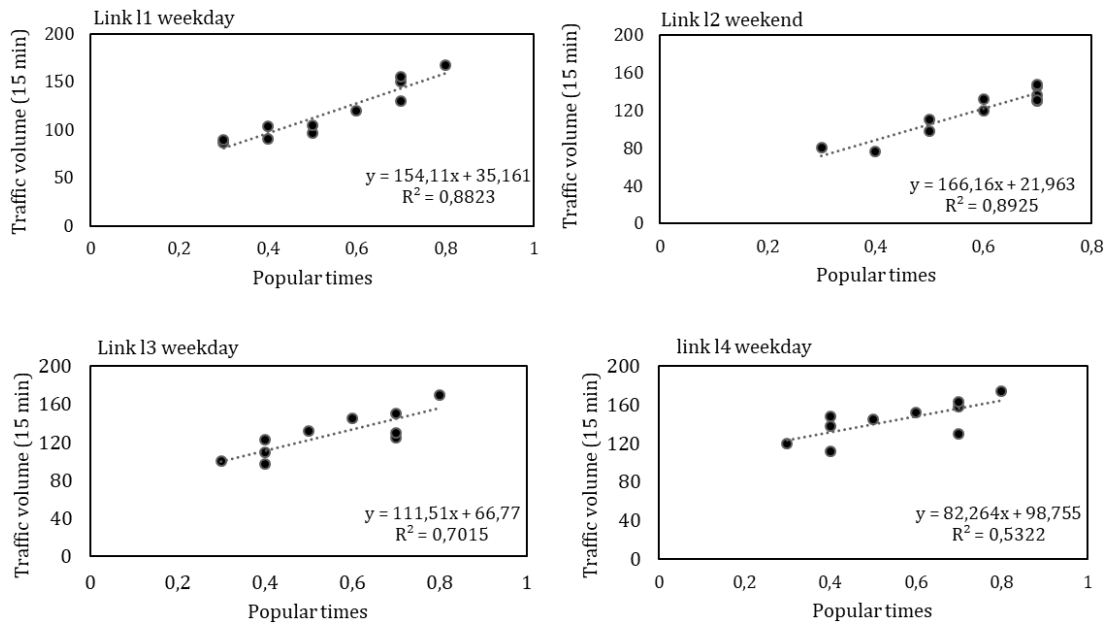 Link l1 weekday
Traffic volume (15 min)
200
150
100
50
0
y = 154,11x + 35,161
R² = 0,8823
0 0,2 0,4 0,6 0,8 1
Popular times
Link l2 weekend
Traffic volume (15 min)
200
160
120
80
40
0
y = 166,16x + 21,963
R² = 0,8925
0 0,2 0,4 0,6 0,8
Popular times
Link l3 weekday
Traffic volume (15 min)
200
160
120
80
40
0
y = 111,51x + 66,77
R² = 0,7015
0 0,2 0,4 0,6 0,8 1
Popular times
link l4 weekday
Traffic volume (15 min)
200
160
120
80
40
0
y = 82,264x + 98,755
R² = 0,5322
0 0,2 0,4 0,6 0,8 1
Popular times